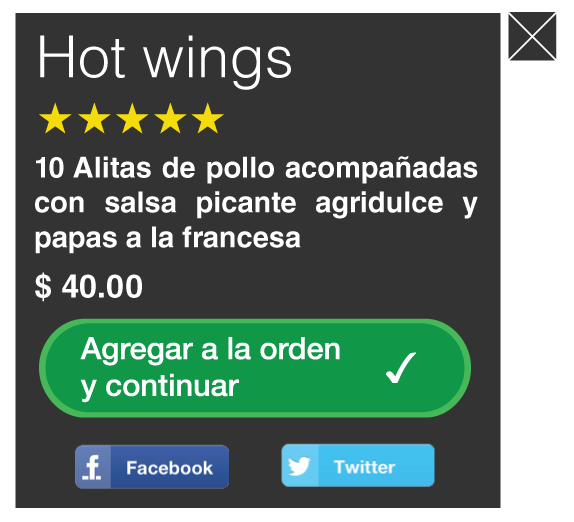 Hot wings
10 Alitas de pollo acompañadas
con salsa picante agridulce y
papas a la francesa
$ 40.00
Agregar a la orden
y continuar
Facebook
Twitter